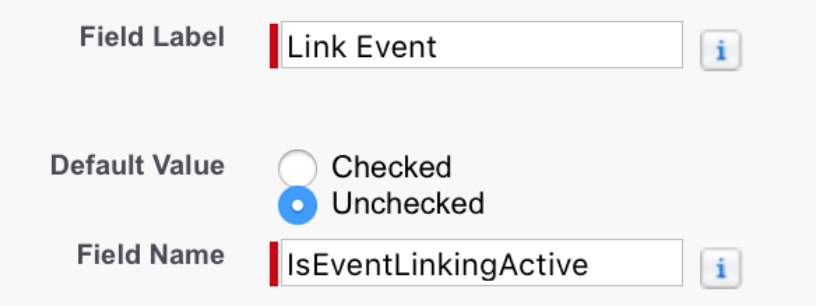 Field Label Link Event i
Default Value Checked
Unchecked
Field Name IsEventLinkingActive i